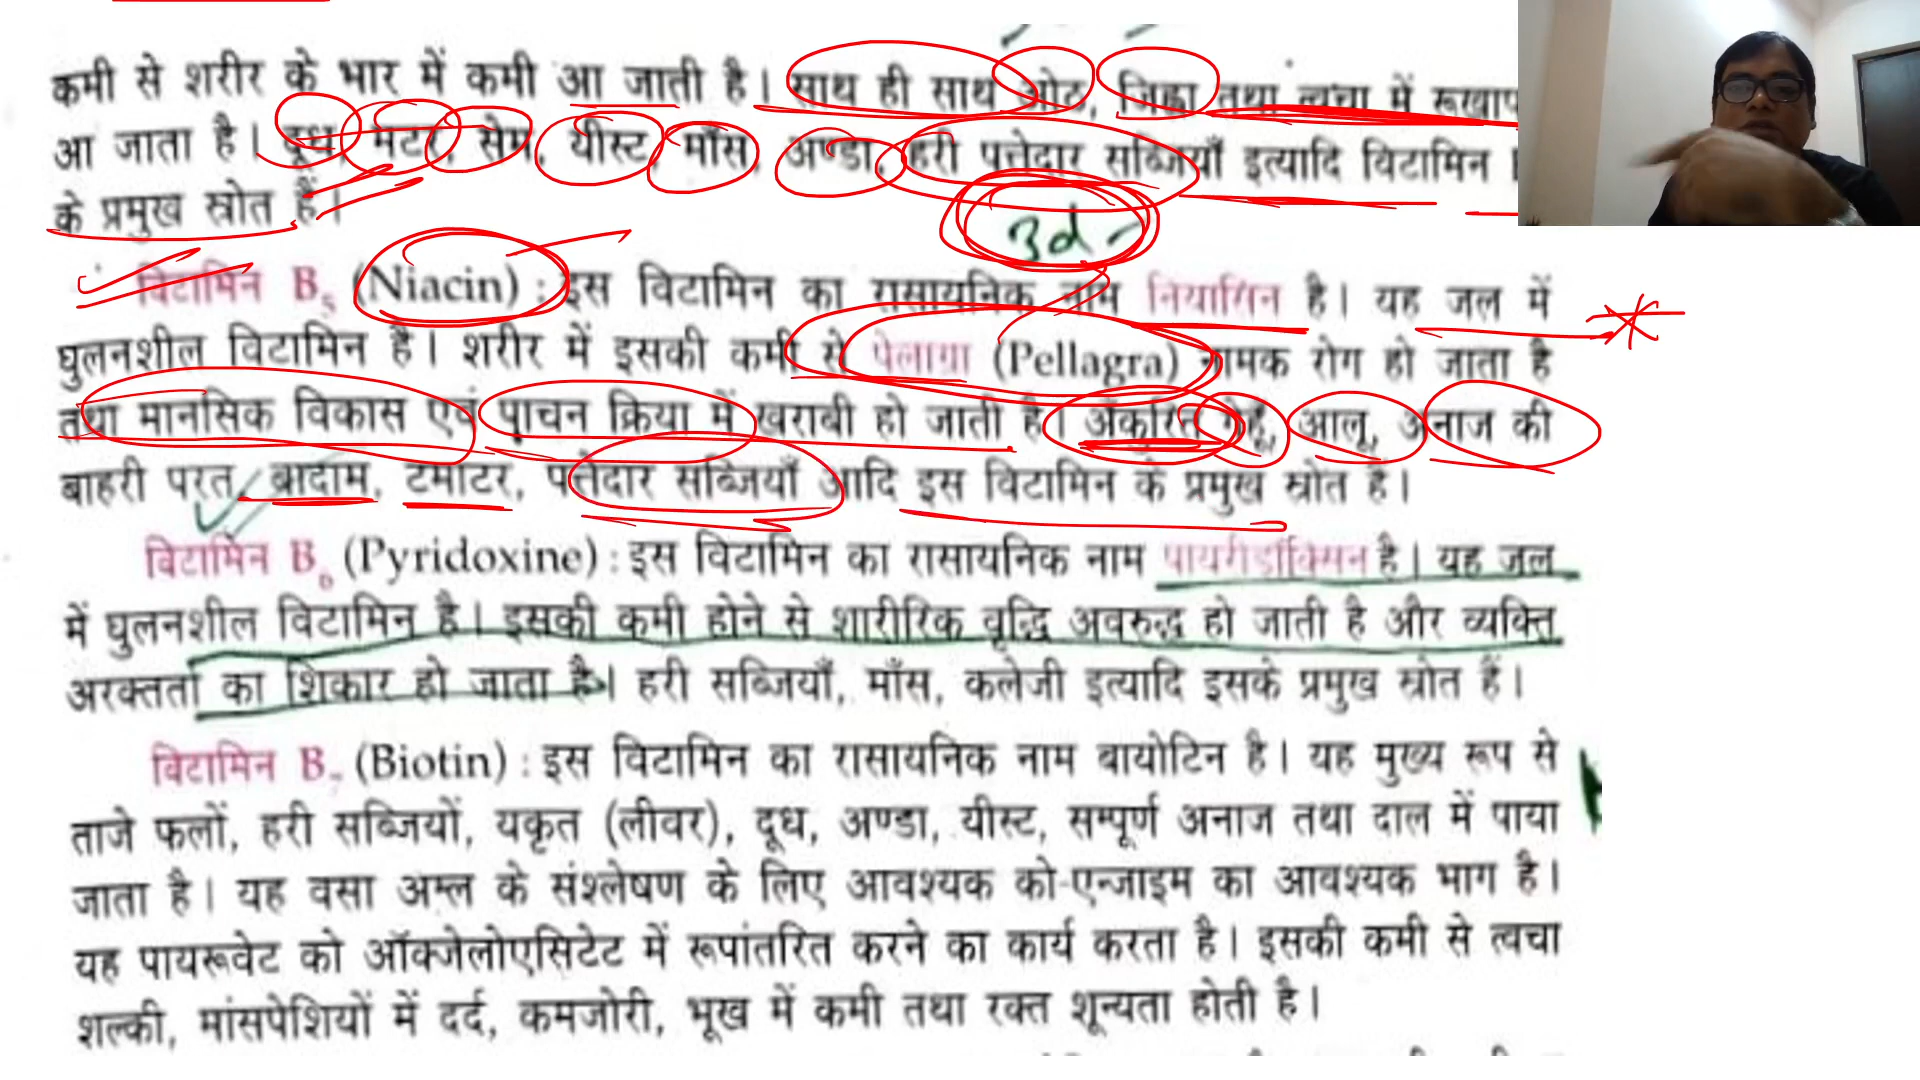 कमी से शरीर के भार में कमी आ जाती है। साथ ही साथ ओठ, जिह्वा तथा त्वचा में रूखाप
आ जाता है। दूध, मटर, सेम, यीस्ट, माँस, अण्डा, हरी पत्तेदार सब्जियाँ इत्यादि विटामिन
के प्रमुख स्रोत हैं।
3d
विटामिन B5 (Niacin) : इस विटामिन का रासायनिक नाम नियासिन है। यह जल में
घुलनशील विटामिन है। शरीर में इसकी कमी से पेलाग्रा (Pellagra) नामक रोग हो जाता है
तथा मानसिक विकास एवं पाचन क्रिया में खराबी हो जाती है। अंकुरित गेहूँ, आलू, अनाज की
बाहरी परत, बादाम, टमाटर, पत्तेदार सब्जियाँ आदि इस विटामिन के प्रमुख स्रोत हैं।
विटामिन B6 (Pyridoxine) : इस विटामिन का रासायनिक नाम पायरीडॉक्सिन है। यह जल
में घुलनशील विटामिन है। इसकी कमी होने से शारीरिक वृद्धि अवरुद्ध हो जाती है और व्यक्ति
अरक्तता का शिकार हो जाता है। हरी सब्जियाँ, माँस, कलेजी इत्यादि इसके प्रमुख स्रोत हैं।
विटामिन B7 (Biotin) : इस विटामिन का रासायनिक नाम बायोटिन है। यह मुख्य रूप से
ताजे फलों, हरी सब्जियों, यकृत (लीवर), दूध, अण्डा, यीस्ट, सम्पूर्ण अनाज तथा दाल में पाया
जाता है। यह वसा अम्ल के संश्लेषण के लिए आवश्यक को-एन्जाइम का आवश्यक भाग है।
यह पायरूवेट को ऑक्जेलोएसिटेट में रूपांतरित करने का कार्य करता है। इसकी कमी से त्वचा
शल्की, मांसपेशियों में दर्द, कमजोरी, भूख में कमी तथा रक्त शून्यता होती है।